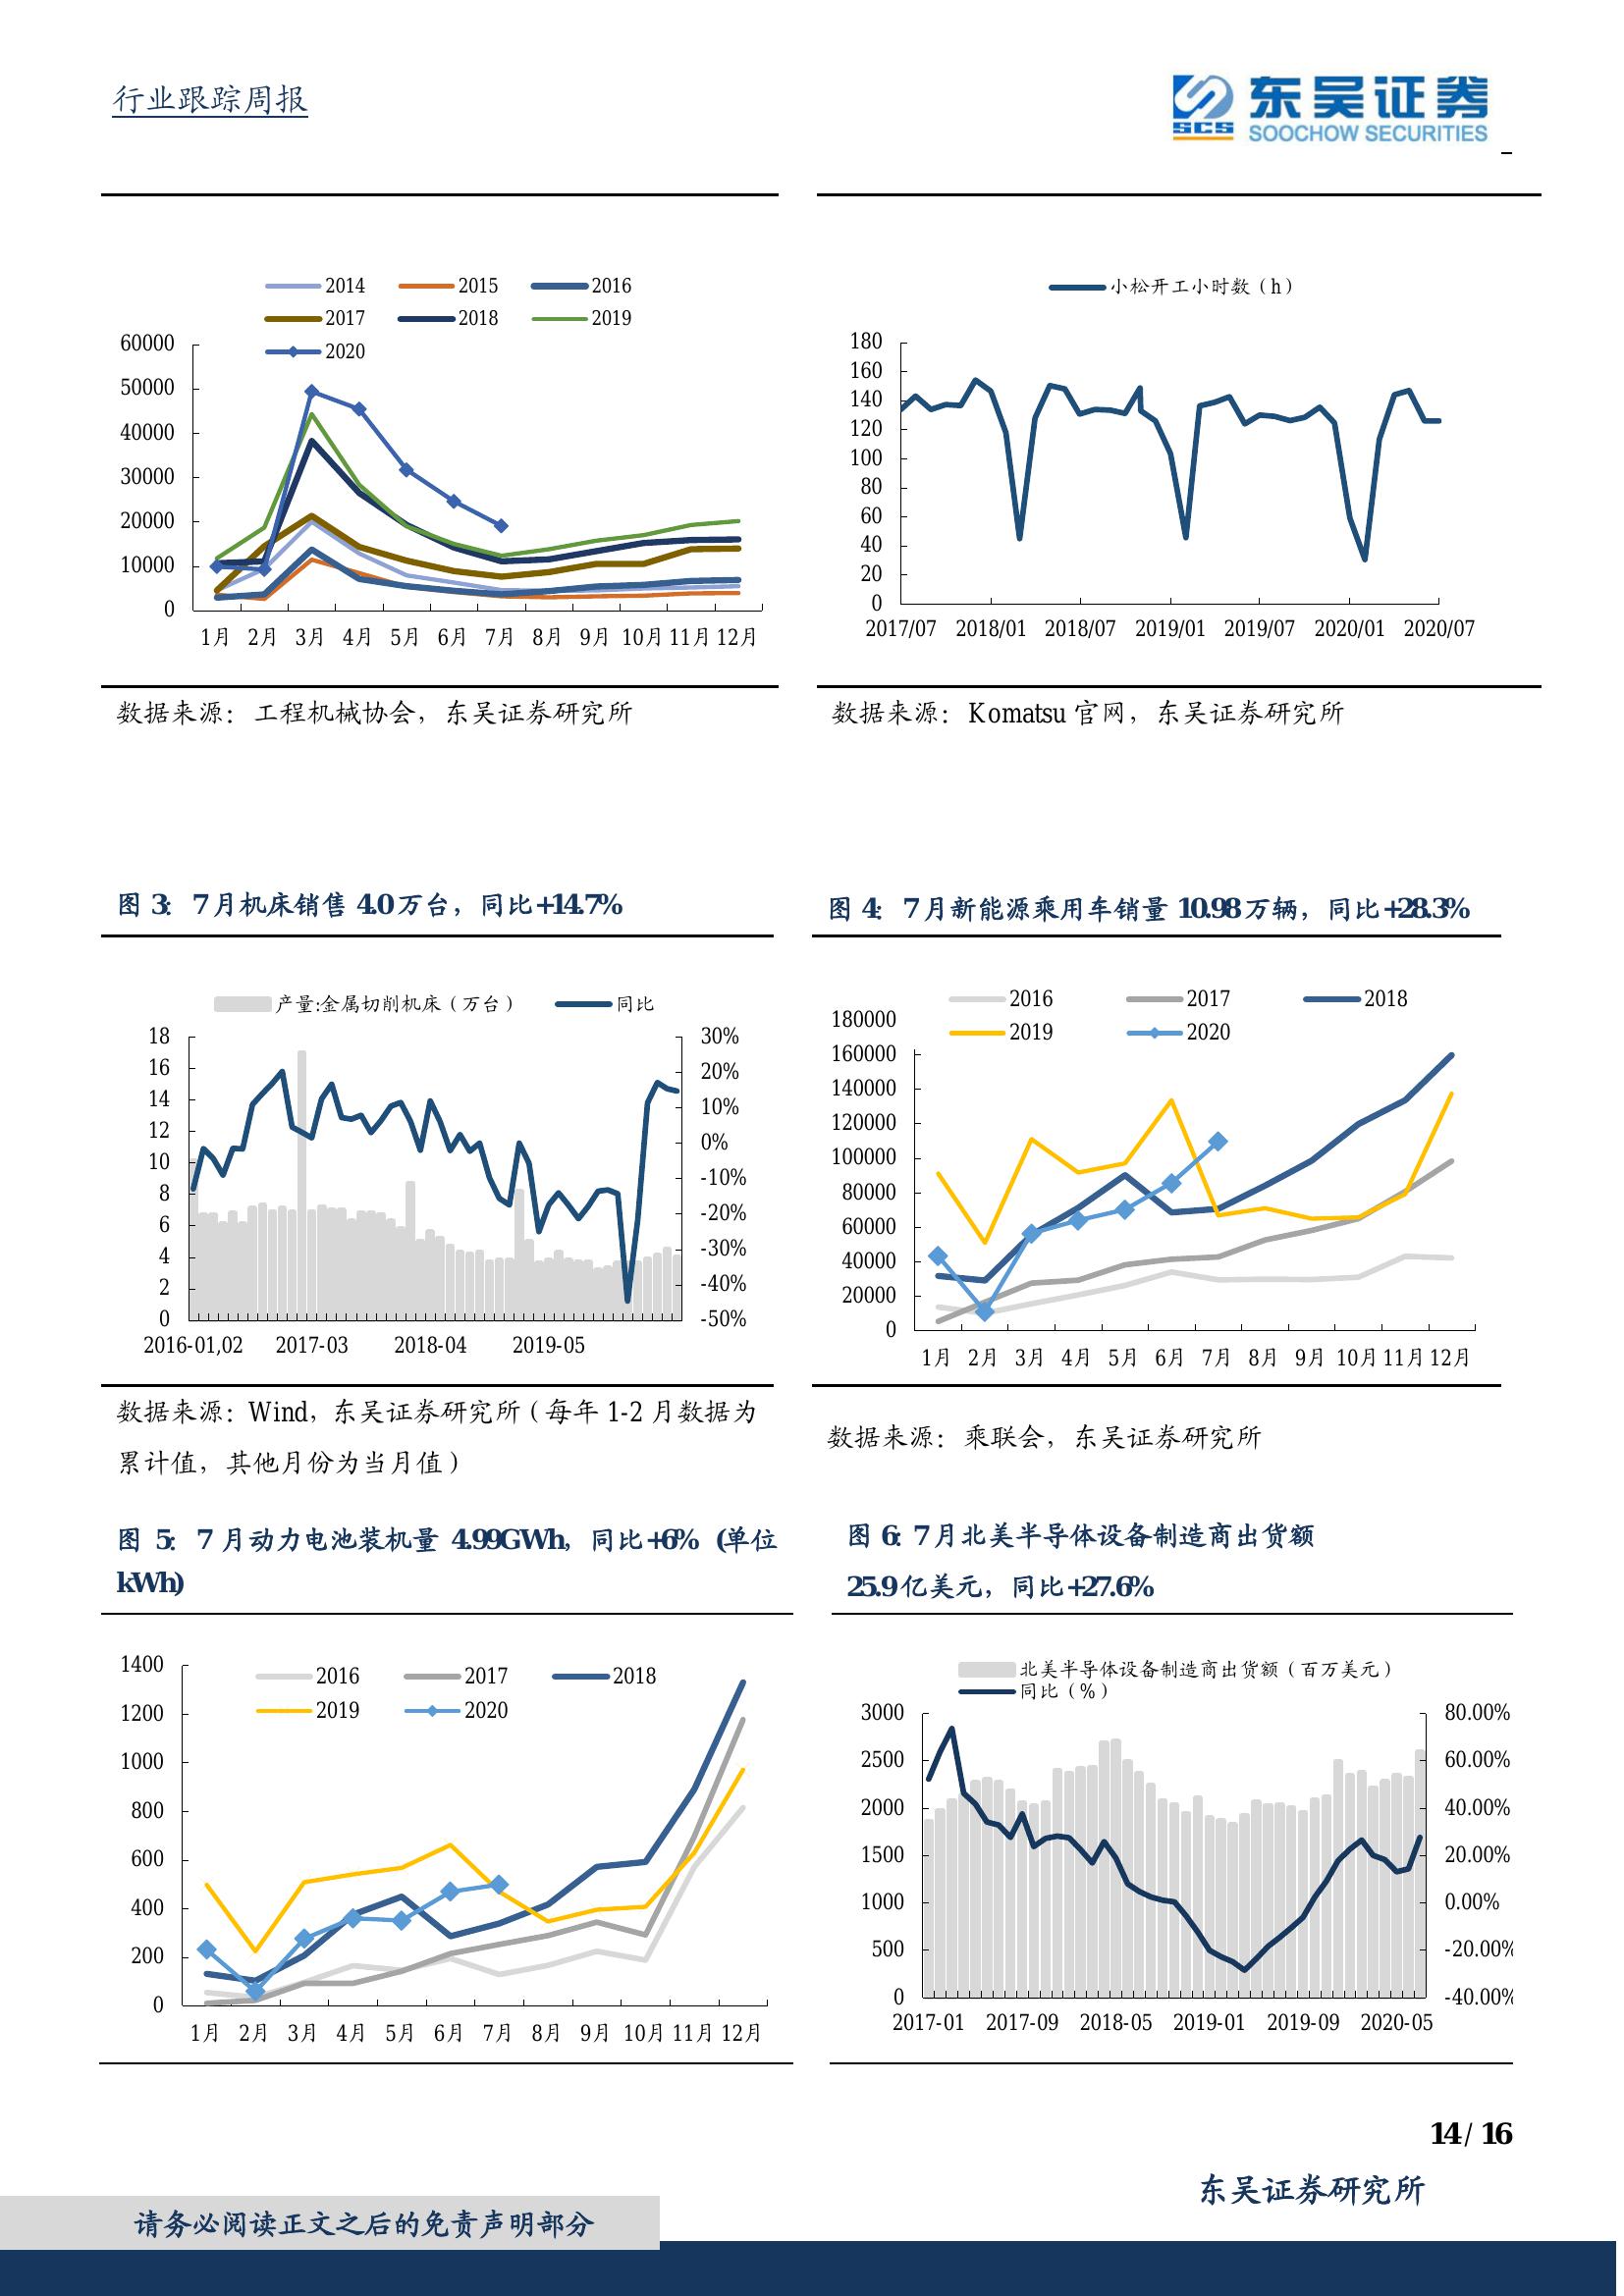 行业跟踪周报
SCS 东吴证券
SOOCHOW SECURITIES
2014 2015 2016
2017 2018 2019
2020
60000
50000
40000
30000
20000
10000
0
1月 2月 3月 4月 5月 6月 7月 8月 9月 10月 11月 12月
数据来源：工程机械协会，东吴证券研究所
小松开工小时数（h）
180
160
140
120
100
80
60
40
20
0
2017/07 2018/01 2018/07 2019/01 2019/07 2020/01 2020/07
数据来源：Komatsu 官网，东吴证券研究所
图 3：7 月机床销售 4.0 万台，同比+14.7%
产量:金属切削机床（万台） 同比
18
16
14
12
10
8
6
4
2
0
30%
20%
10%
0%
-10%
-20%
-30%
-40%
-50%
2016-01,02 2017-03 2018-04 2019-05
数据来源：Wind，东吴证券研究所（每年 1-2 月数据为
累计值，其他月份为当月值）
图 4：7 月新能源乘用车销量 10.98 万辆，同比+28.3%
2016 2017 2018
2019 2020
180000
160000
140000
120000
100000
80000
60000
40000
20000
0
1月 2月 3月 4月 5月 6月 7月 8月 9月 10月 11月 12月
数据来源：乘联会，东吴证券研究所
图 5：7 月动力电池装机量 4.99GWh，同比+6% (单位
kWh)
2016 2017 2018
2019 2020
1400
1200
1000
800
600
400
200
0
1月 2月 3月 4月 5月 6月 7月 8月 9月 10月 11月 12月
图 6: 7 月北美半导体设备制造商出货额
25.9 亿美元，同比+27.6%
北美半导体设备制造商出货额（百万美元）
同比（%）
3000
2500
2000
1500
1000
500
0
80.00%
60.00%
40.00%
20.00%
0.00%
-20.00%
-40.00%
2017-01 2017-09 2018-05 2019-01 2019-09 2020-05
14 / 16
东吴证券研究所
请务必阅读正文之后的免责声明部分